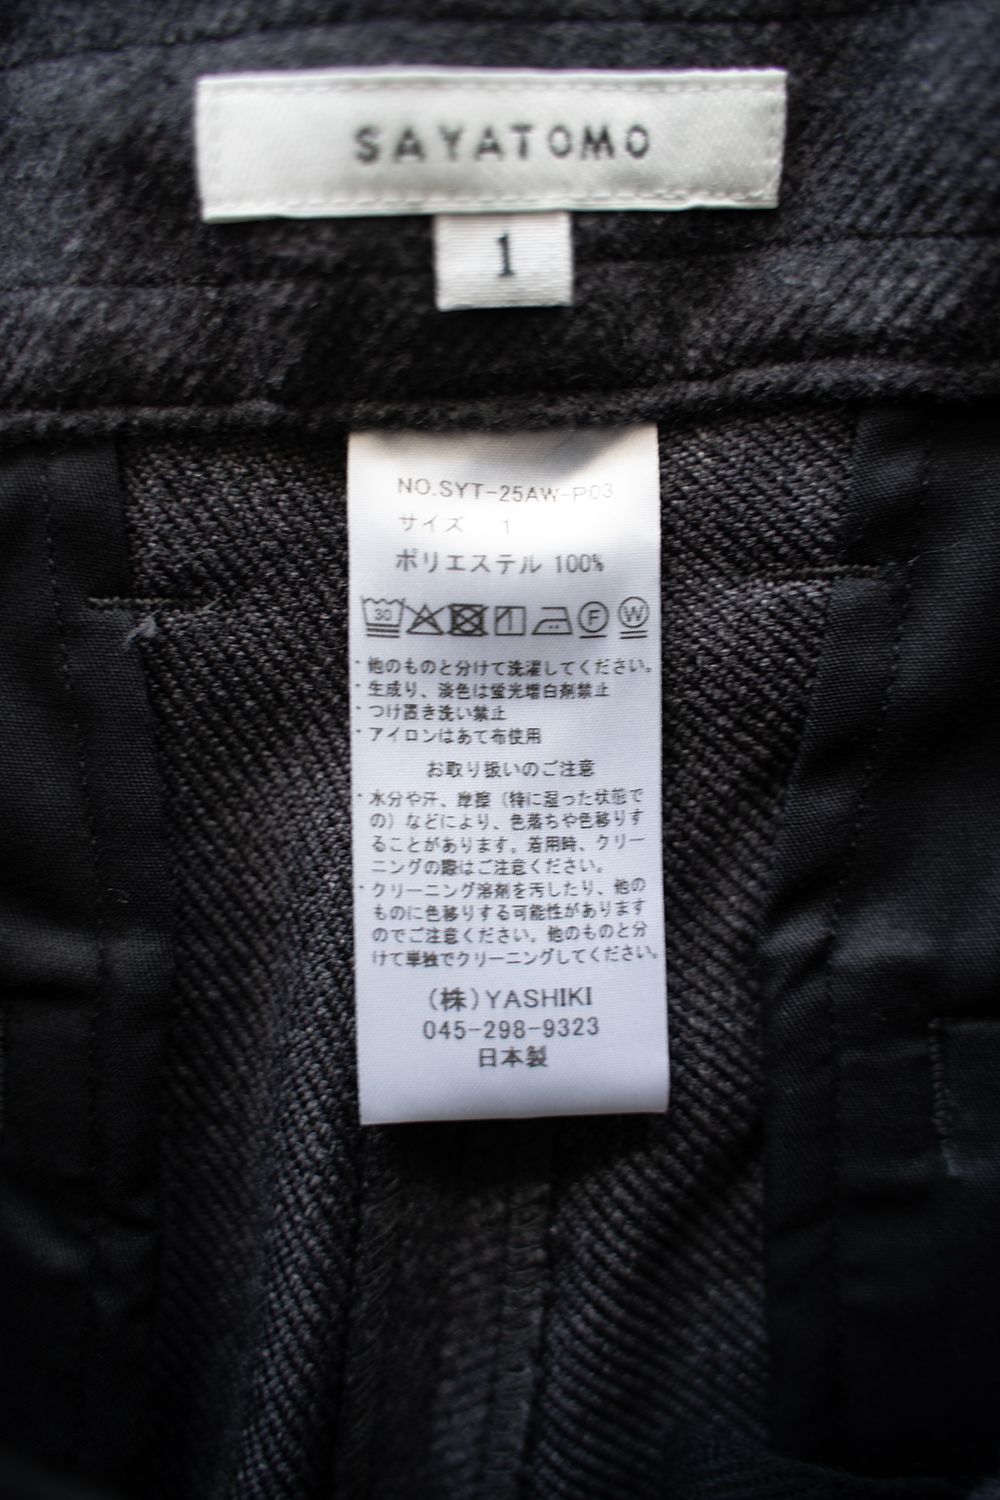 SAYATOMO
1
NO.SYT-25AW-P03
サイズ 1
ポリエステル 100%
30 F W
・他のものと分けて洗濯してください。
・生成り、淡色は蛍光増白剤禁止
・つけ置き洗い禁止
・アイロンはあて布使用
お取り扱いのご注意
・水分や汗、摩擦（特に湿った状態で
の）などにより、色落ちや色移りす
ることがあります。着用時、クリー
ニングの際はご注意ください。
・クリーニング溶剤を汚したり、他の
ものに色移りする可能性があります
のでご注意ください。他のものと分
けて単独でクリーニングしてください。
（株）YASHIKI
045-298-9323
日本製